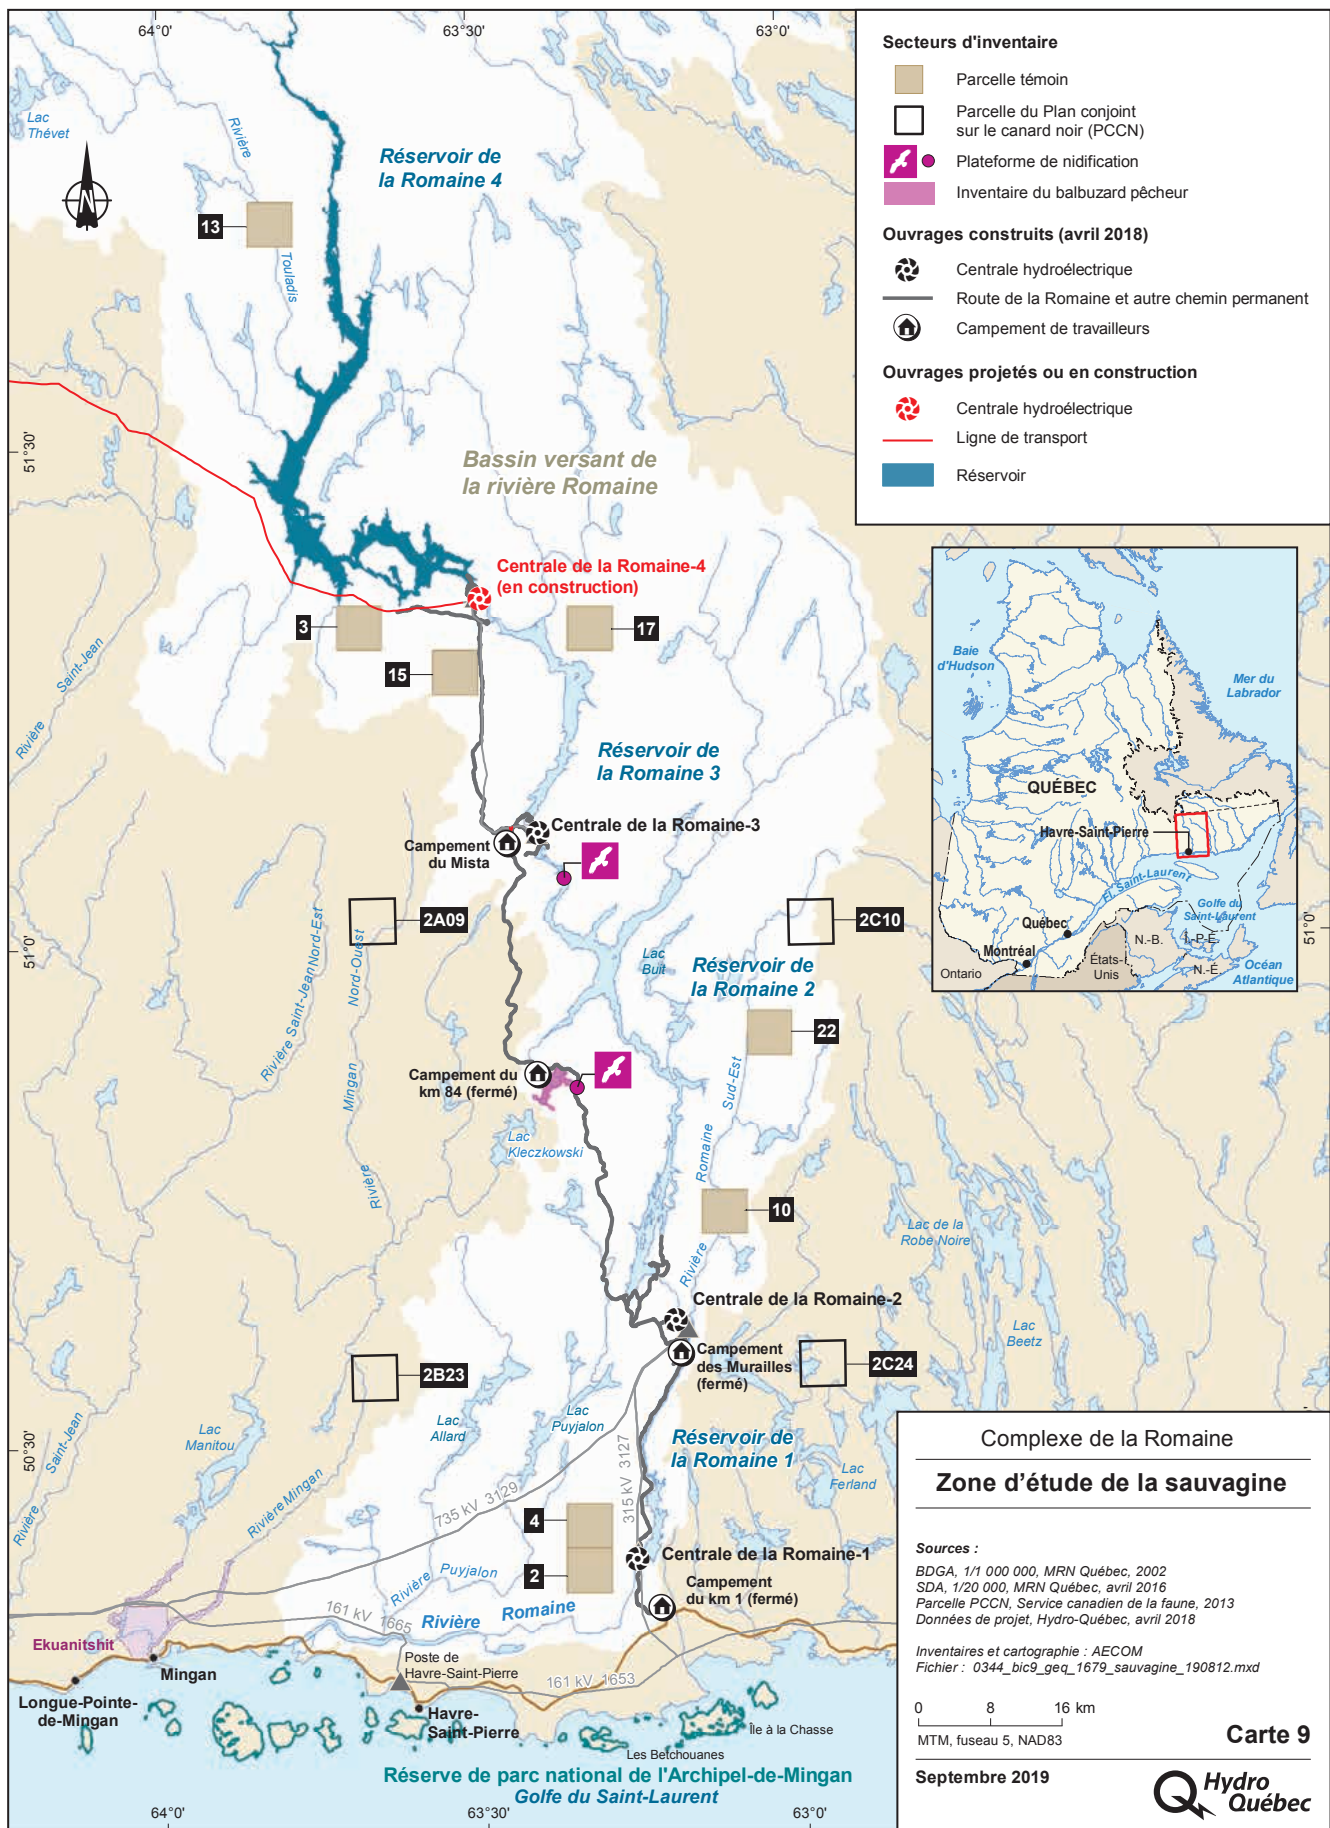 64°0'
63°30'
63°0'
Secteurs d'inventaire
Parcelle témoin
Parcelle du Plan conjoint
sur le canard noir (PCCN)
Plateforme de nidification
Inventaire du balbuzard pêcheur
Ouvrages construits (avril 2018)
Centrale hydroélectrique
Route de la Romaine et autre chemin permanent
Campement de travailleurs
Ouvrages projetés ou en construction
Centrale hydroélectrique
Ligne de transport
Réservoir
Lac
Thévet
N
Rivière
Touladis
13
Réservoir de
la Romaine 4
51°30'
Bassin versant de
la rivière Romaine
Centrale de la Romaine-4
(en construction)
3
15
17
Rivière Saint-Jean
Réservoir de
la Romaine 3
Centrale de la Romaine-3
Campement
du Mista
Baie
d'Hudson
Mer du
Labrador
QUÉBEC
Havre-Saint-Pierre
Fl. Saint-Laurent
Golfe du
Saint-Laurent
Québec
Montréal
Ontario
États-
Unis
N.-B.
Î.-P.-É.
N.-É.
Océan
Atlantique
2A09
2C10
51°0'
51°0'
Lac
Buit
Réservoir de
la Romaine 2
Rivière Saint-Jean Nord-Est
Rivière Mingan Nord-Ouest
22
Campement du
km 84 (fermé)
Lac
Kleczkowski
Rivière Romaine Sud-Est
10
Lac de la
Robe Noire
Centrale de la Romaine-2
Campement
des Murailles
(fermé)
Lac
Beetz
2B23
2C24
Lac
Manitou
Lac
Allard
Lac
Puyjalon
Réservoir de
la Romaine 1
Lac
Ferland
50°30'
Rivière Saint-Jean
Rivière Mingan
735 kV 3129
315 kV 3127
4
2
Centrale de la Romaine-1
Campement
du km 1 (fermé)
Rivière Puyjalon
Rivière Romaine
161 kV 1665
161 kV 1653
Ekuanitshit
Mingan
Longue-Pointe-
de-Mingan
Poste de
Havre-Saint-Pierre
Havre-
Saint-Pierre
Île à la Chasse
Les Betchouanes
Réserve de parc national de l'Archipel-de-Mingan
Golfe du Saint-Laurent
64°0'
63°30'
63°0'
Complexe de la Romaine
Zone d'étude de la sauvagine
Sources :
BDGA, 1/1 000 000, MRN Québec, 2002
SDA, 1/20 000, MRN Québec, avril 2016
Parcelle PCCN, Service canadien de la faune, 2013
Données de projet, Hydro-Québec, avril 2018
Inventaires et cartographie : AECOM
Fichier : 0344_bic9_geq_1679_sauvagine_190812.mxd
0 8 16 km
MTM, fuseau 5, NAD83
Carte 9
Septembre 2019
Hydro
Québec